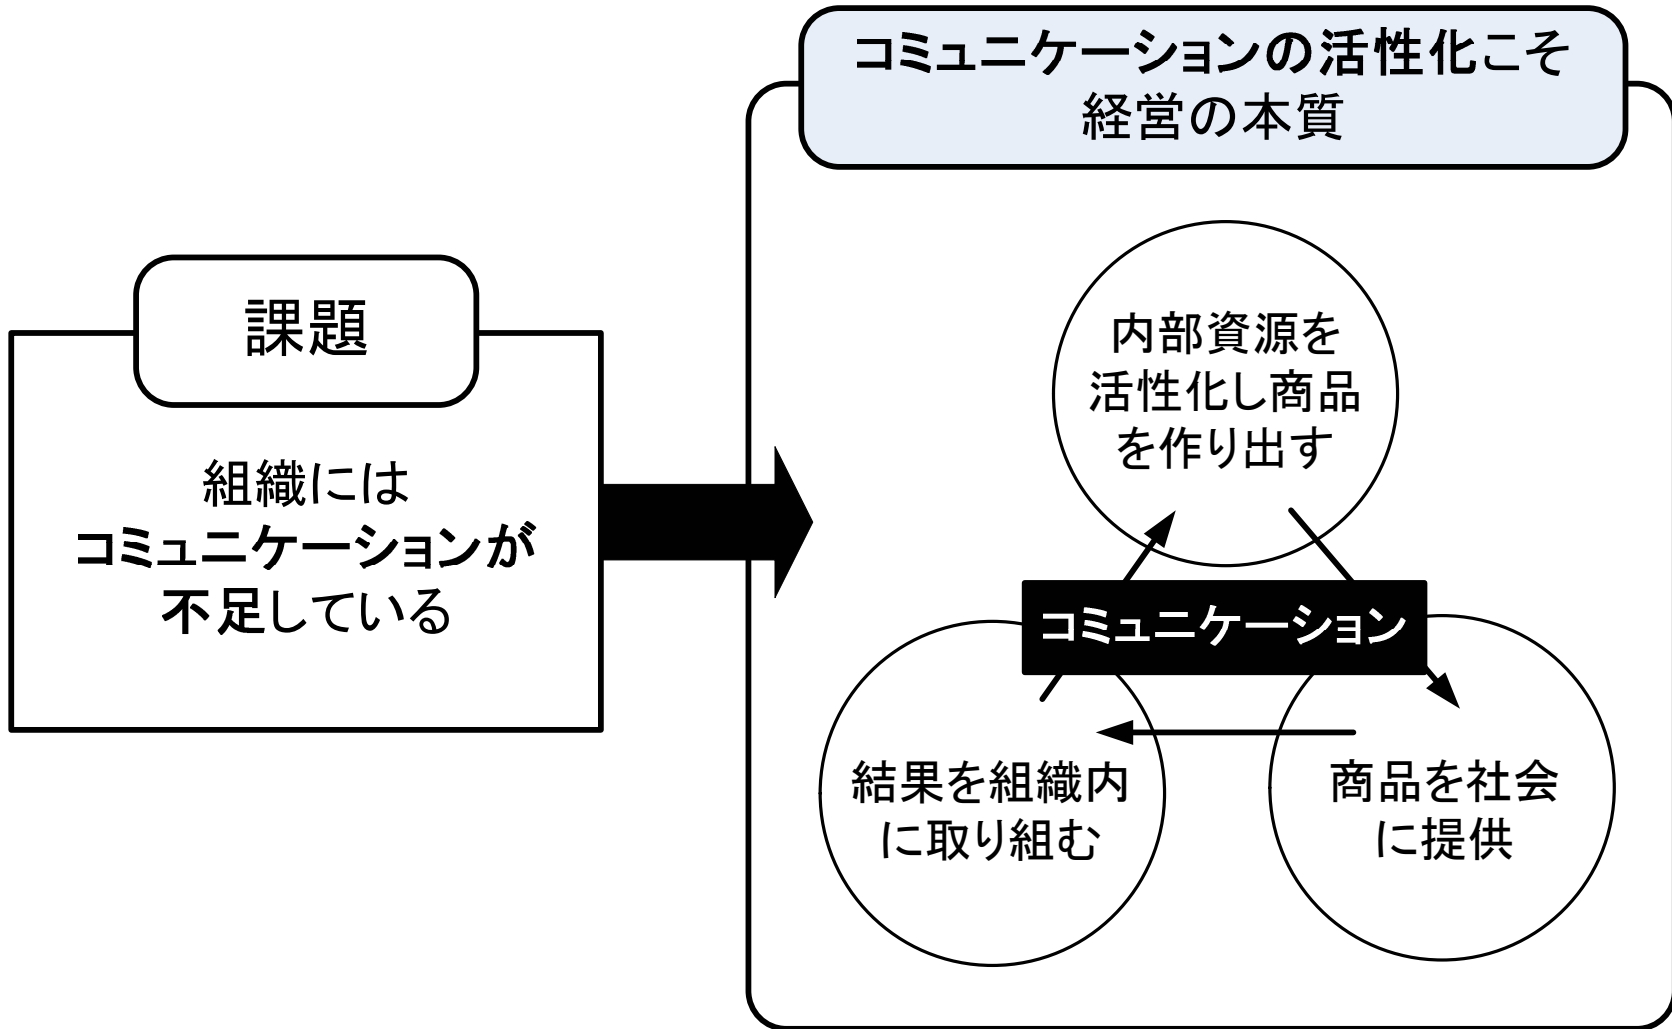 課題
組織には
コミュニケーションが
不足している
コミュニケーションの活性化こそ
経営の本質
内部資源を
活性化し商品
を作り出す
コミュニケーション
結果を組織内
に取り組む
商品を社会
に提供